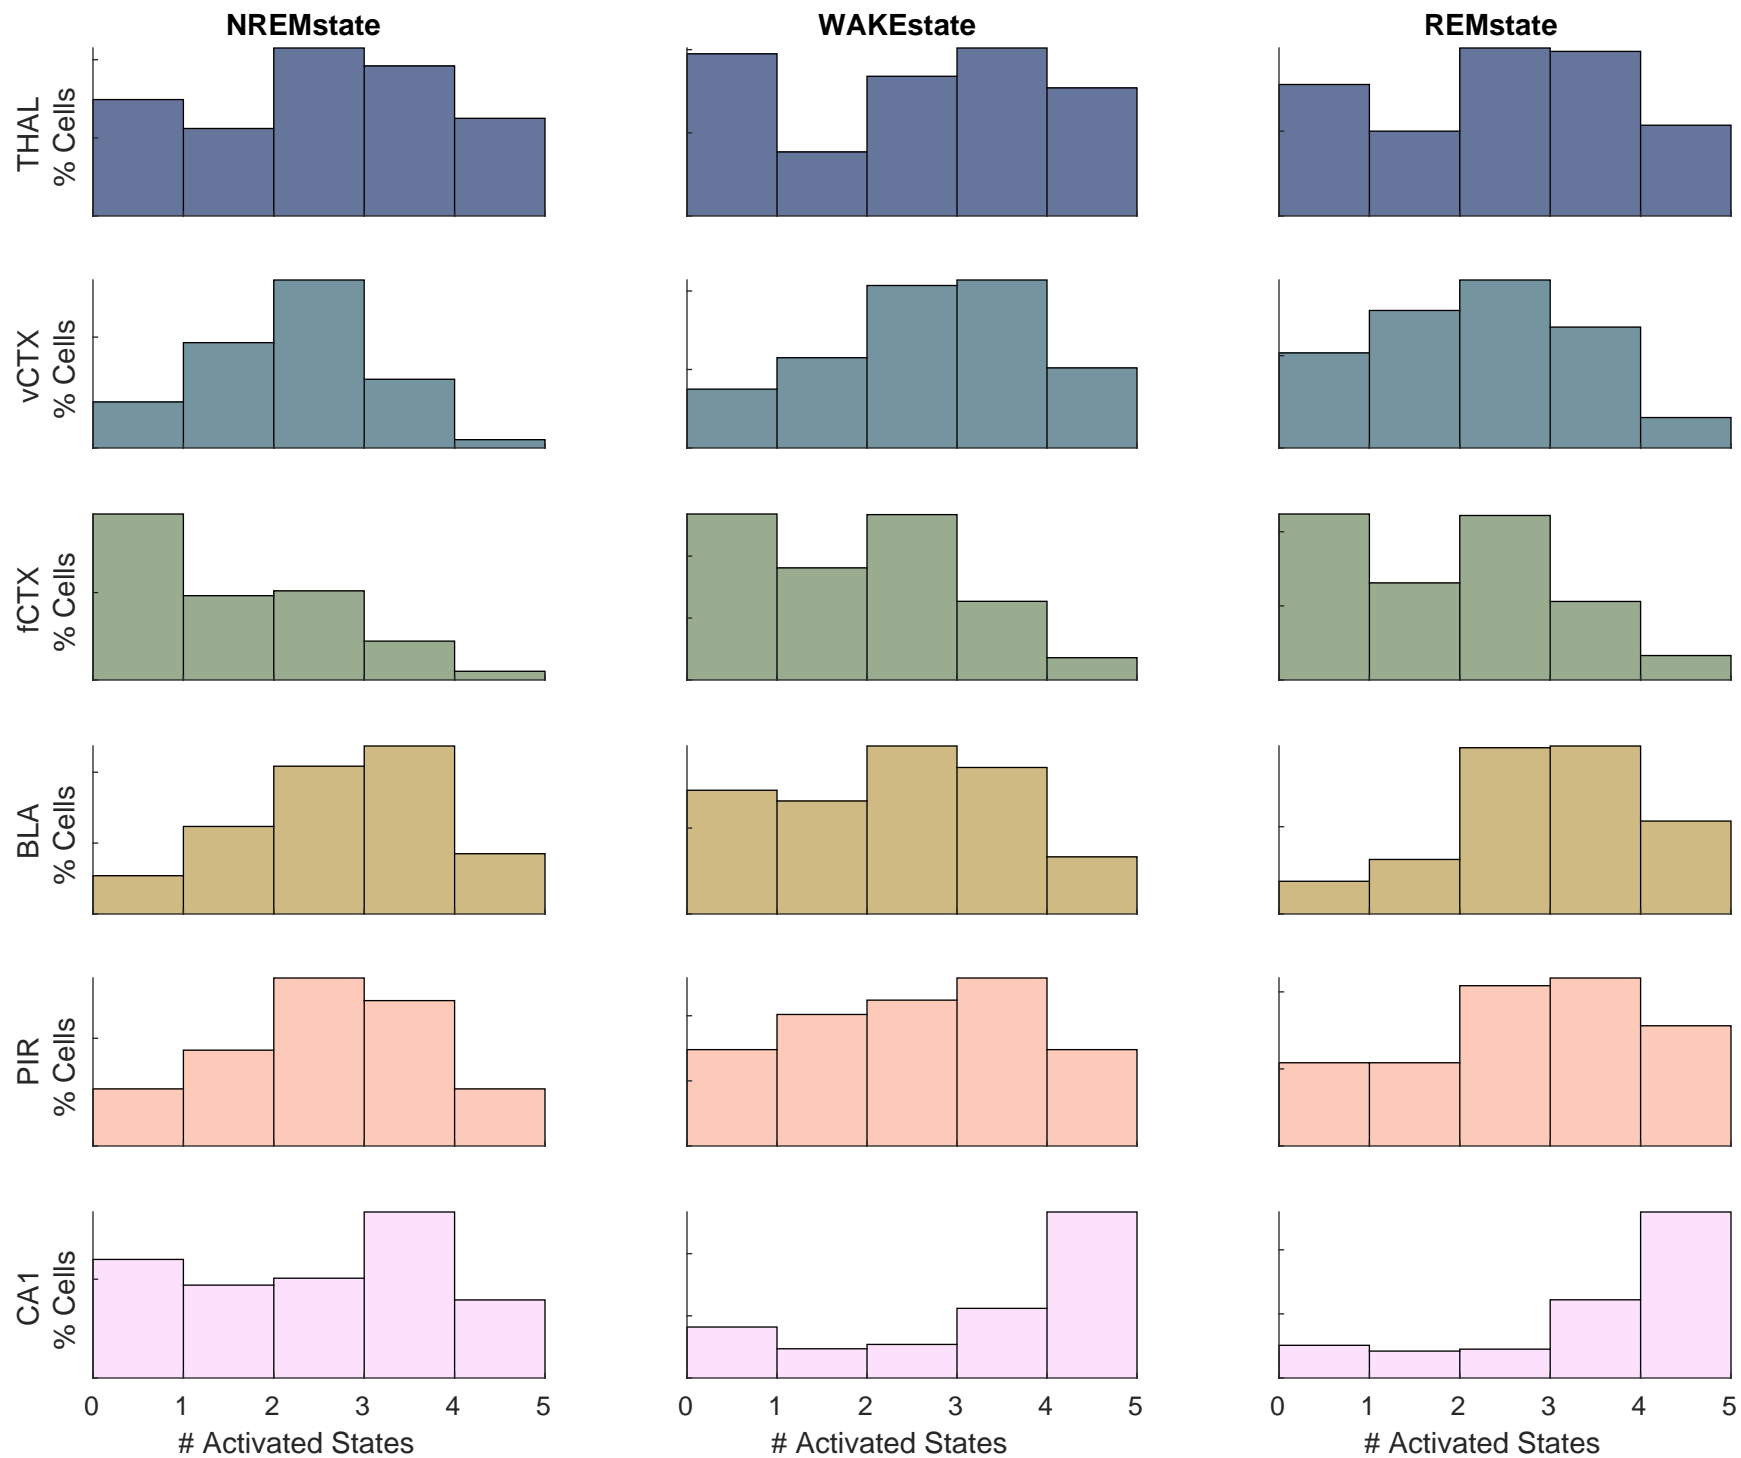 NREMstate
WAKEstate
REMstate
THAL
% Cells
vCTX
% Cells
fCTX
% Cells
BLA
% Cells
PIR
% Cells
CA1
% Cells
0 1 2 3 4 5
0 1 2 3 4 5
0 1 2 3 4 5
# Activated States
# Activated States
# Activated States